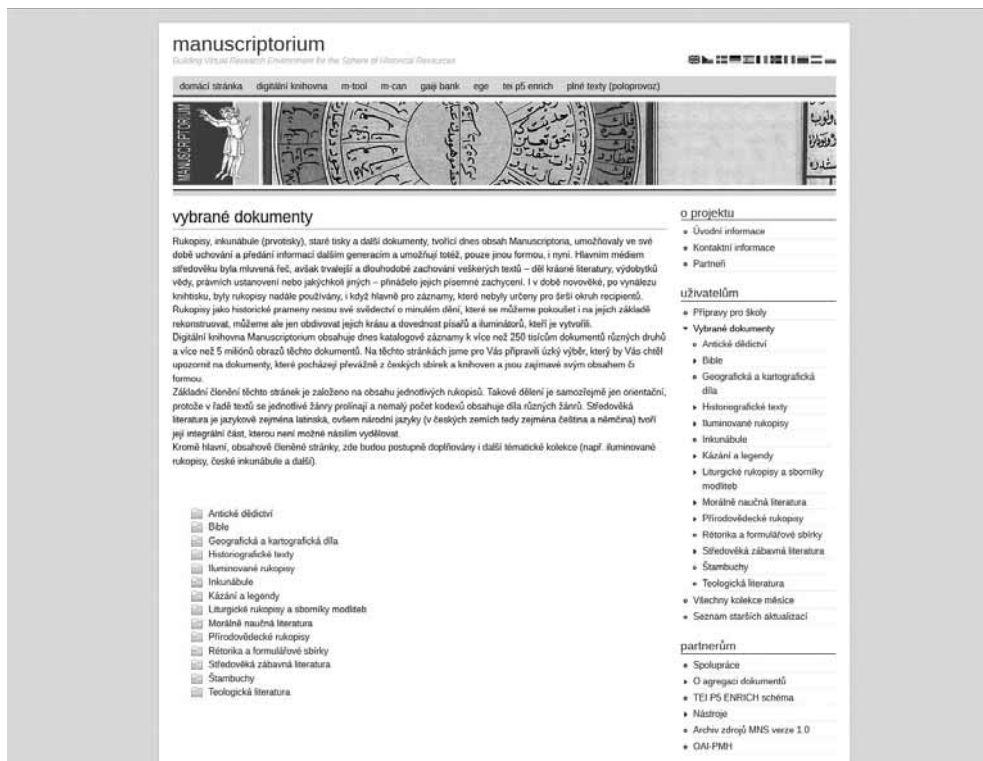 manuscriptorium
Building Virtual Research Environment for the Sphere of Historical Resources
domácí stránka digitální knihovna m-tool m-can gaiji bank ege tei p5 enrich plné texty (poloprovoz)
MANUSCRIPTORIUM
vybrané dokumenty
Rukopisy, inkunábule (prvotisky), staré tisky a další dokumenty, tvořící dnes obsah Manuscriptoria, umožňovaly ve své
době uchování a předání informací dalším generacím a umožňují totéž, pouze jinou formou, i nyní. Hlavním médiem
středověku byla mluvená řeč, avšak trvalejší a dlouhodobé zachování veškerých textů – děl krásné literatury, výdobytků
vědy, právních ustanovení nebo jakýchkoli jiných – přinášelo jejich písemné zachycení. I v době novověké, po vynálezu
knihtisku, byly rukopisy nadále používány, i když hlavně pro záznamy, které nebyly určeny pro širší okruh recipientů.
Rukopisy jako historické prameny nesou své svědectví o minulém dění, které se můžeme pokoušet i na jejich základě
rekonstruovat, můžeme ale jen obdivovat jejich krásu a dovednost písařů a iluminátorů, kteří je vytvořili.
Digitální knihovna Manuscriptorium obsahuje dnes katalogové záznamy k více než 250 tisícům dokumentů různých druhů
a více než 5 miliónů obrazů těchto dokumentů. Na těchto stránkách jsme pro Vás připravili úzký výběr, který by Vás chtěl
upozornit na dokumenty, které pocházejí převážně z českých sbírek a knihoven a jsou zajímavé svým obsahem či
formou.
Základní členění těchto stránek je založeno na obsahu jednotlivých rukopisů. Takové dělení je samozřejmě jen orientační,
protože v řadě textů se jednotlivé žánry prolínají a nemalý počet kodexů obsahuje díla různých žánrů. Středověká
literatura je jazykově zejména latinská, ovšem národní jazyky (v českých zemích tedy zejména čeština a němčina) tvoří
její integrální část, kterou není možné násilím vydělovat.
Kromě hlavní, obsahově členěné stránky, zde budou postupně doplňovány i další tématické kolekce (např. iluminované
rukopisy, české inkunábule a další).
Antické dědictví
Bible
Geografická a kartografická díla
Historiografické texty
Iluminované rukopisy
Inkunábule
Kázání a legendy
Liturgické rukopisy a sborníky modliteb
Morálně naučná literatura
Přírodovědecké rukopisy
Rétorika a formulářové sbírky
Středověká zábavná literatura
Štambuchy
Teologická literatura
o projektu
Úvodní informace
Kontaktní informace
Partneři
uživatelům
Přípravy pro školy
Vybrané dokumenty
Antické dědictví
Bible
Geografická a kartografická
díla
Historiografické texty
Iluminované rukopisy
Inkunábule
Kázání a legendy
Liturgické rukopisy a sborníky
modliteb
Morálně naučná literatura
Přírodovědecké rukopisy
Rétorika a formulářové sbírky
Středověká zábavná literatura
Štambuchy
Teologická literatura
Všechny kolekce měsíce
Seznam starších aktualizací
partnerům
Spolupráce
O agregaci dokumentů
TEI P5 ENRICH schéma
Nástroje
Archiv zdrojů MNS verze 1.0
OAI-PMH